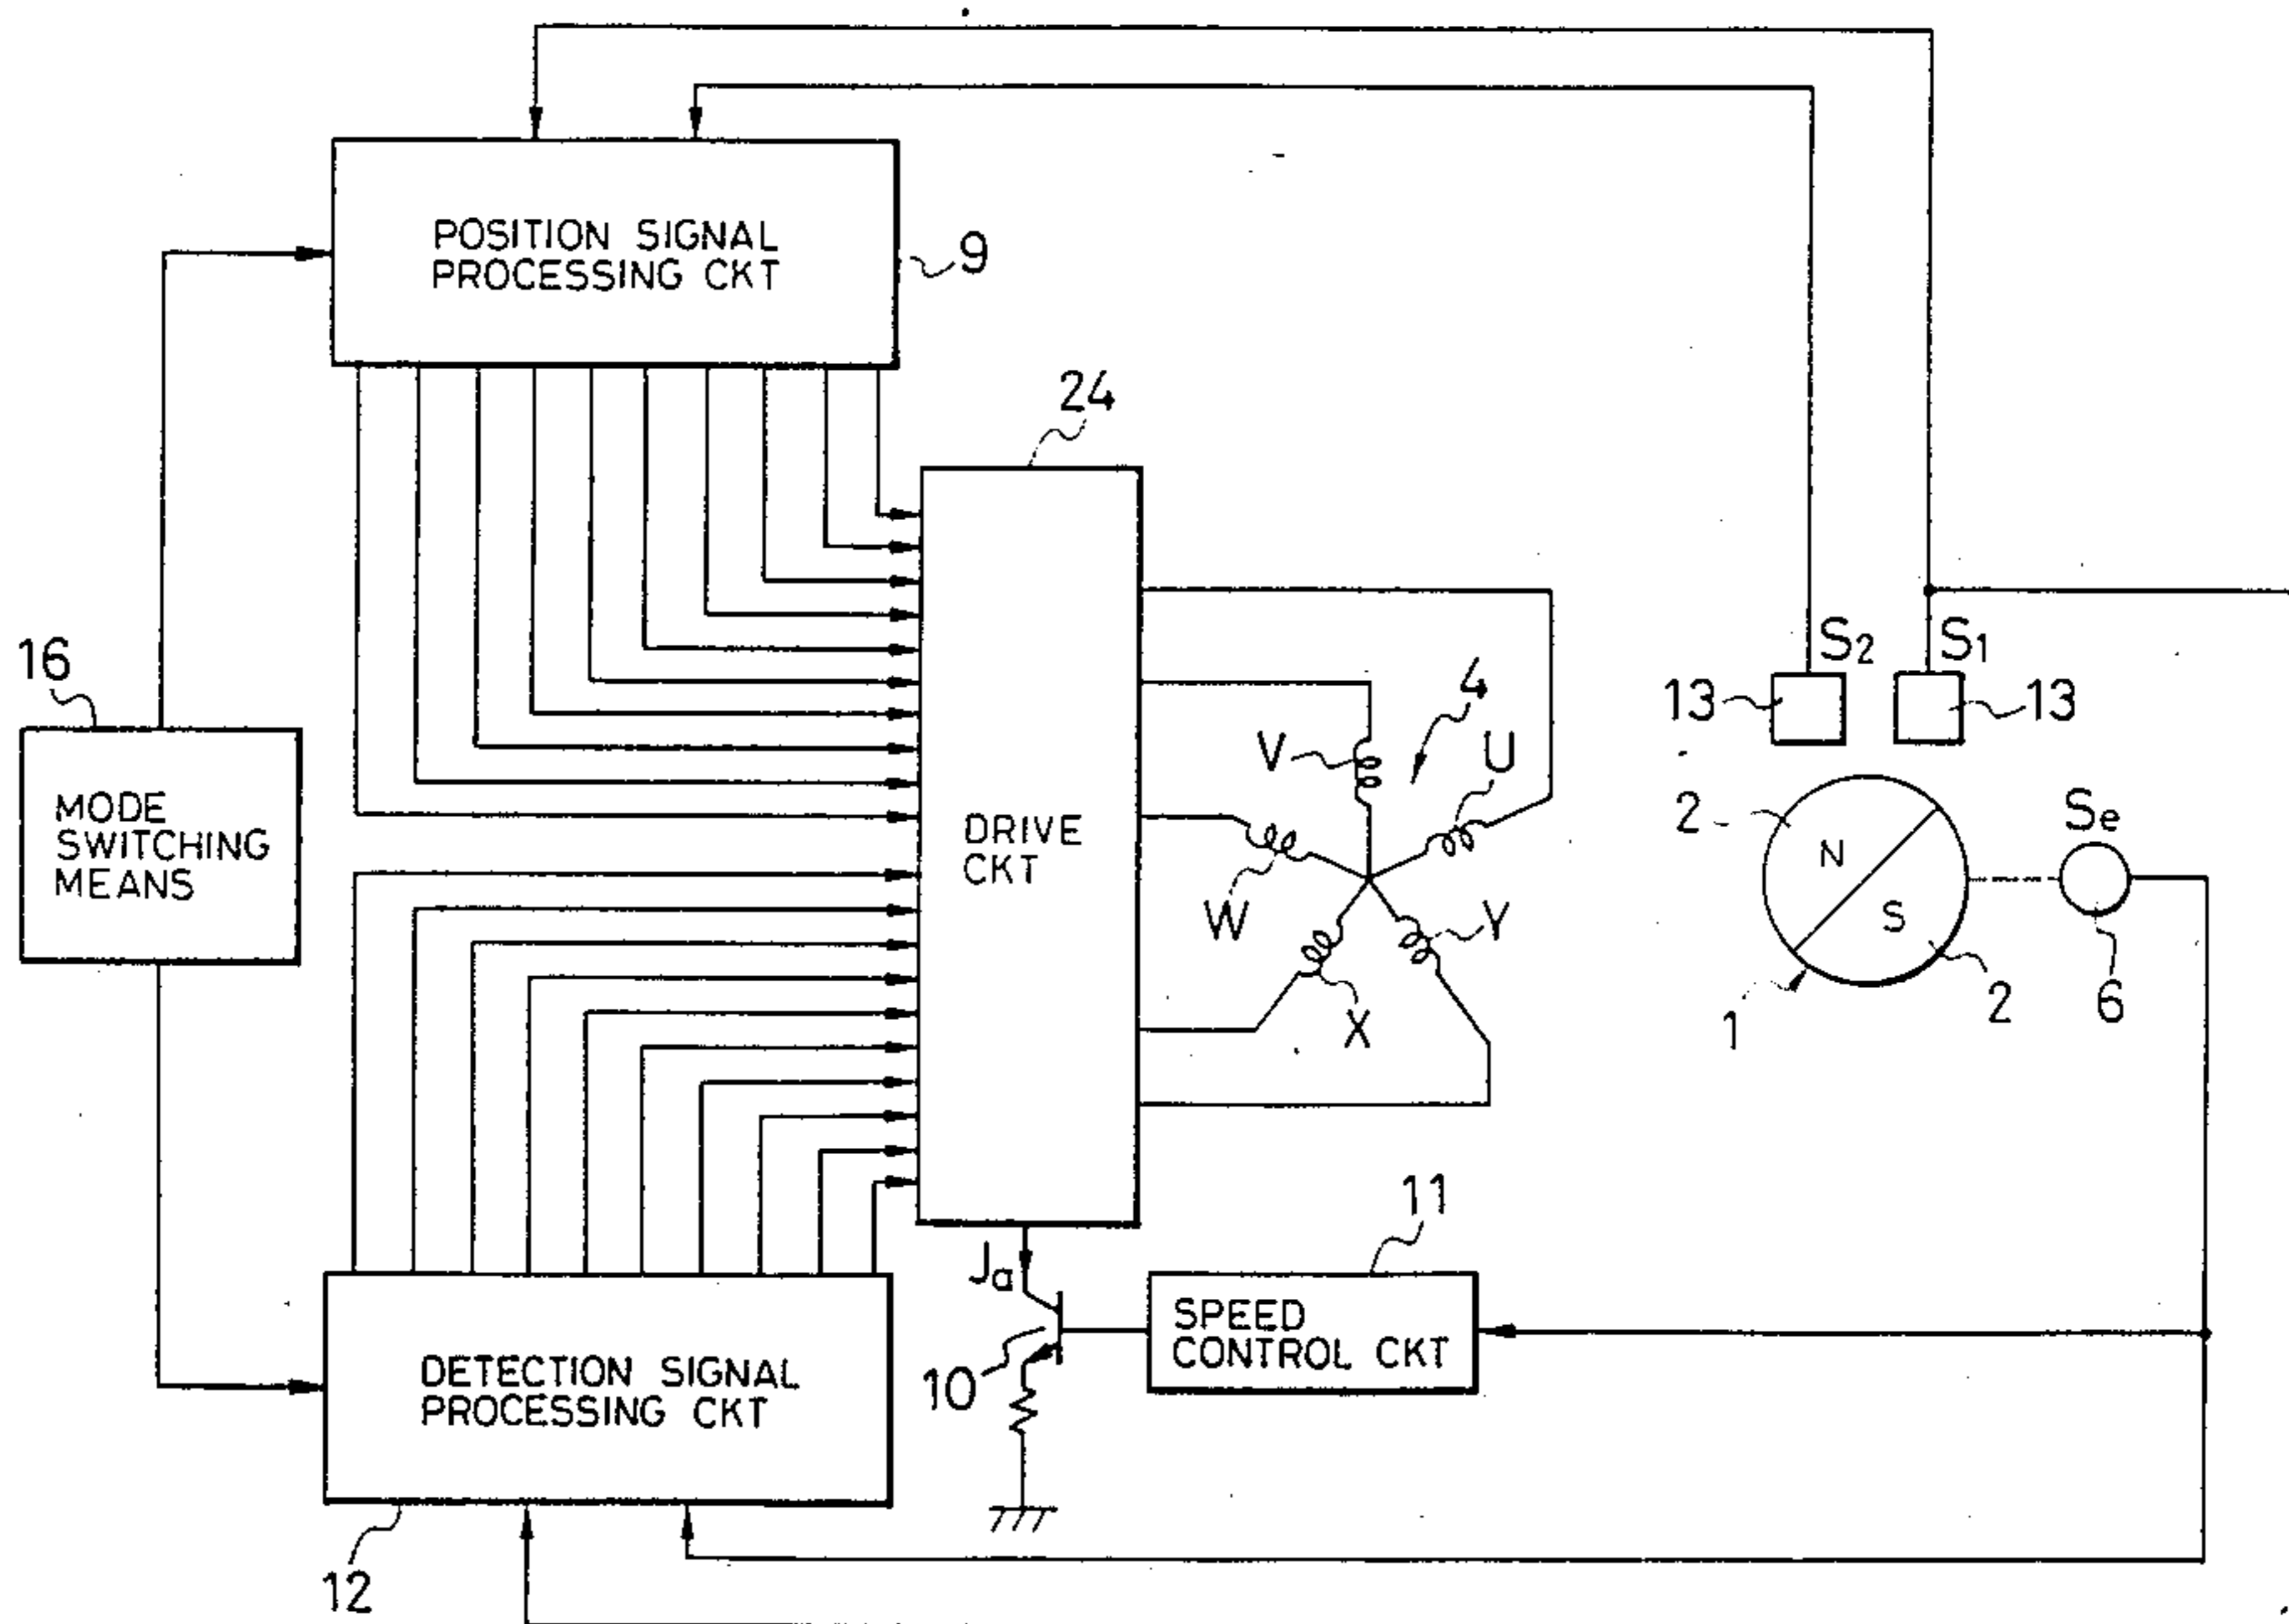 POSITION SIGNAL
PROCESSING CKT
9
24
16
MODE
SWITCHING
MEANS
DRIVE
CKT
V
4
U
W
Y
X
S2
S1
13
13
2
N
S
2
1
Se
6
11
SPEED
CONTROL CKT
Ja
10
DETECTION SIGNAL
PROCESSING CKT
12